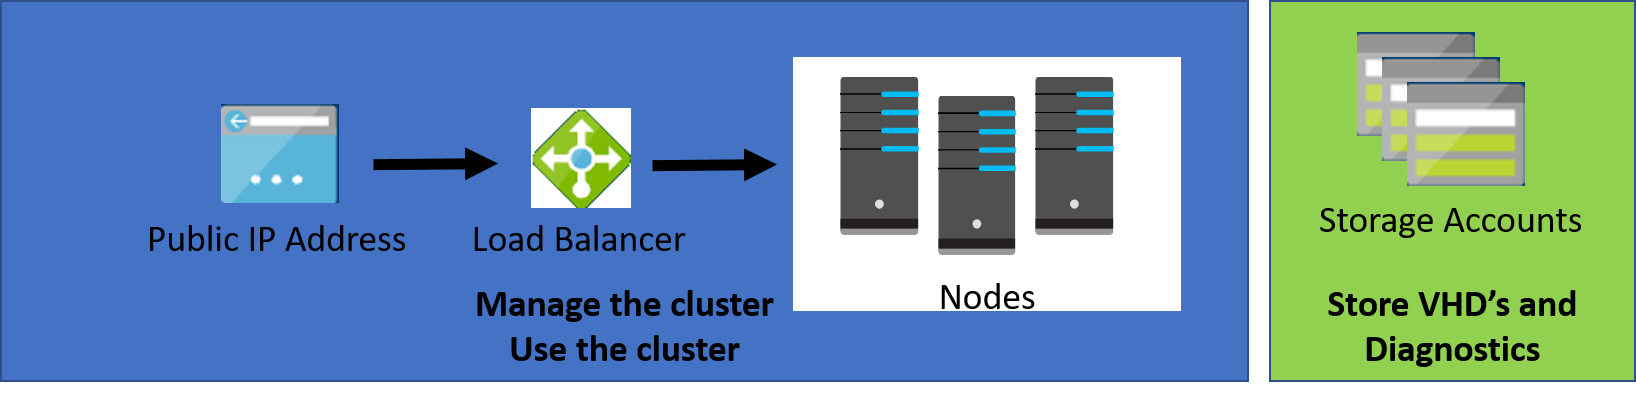 Public IP Address
Load Balancer
Nodes
Manage the cluster
Use the cluster
Storage Accounts
Store VHD's and
Diagnostics